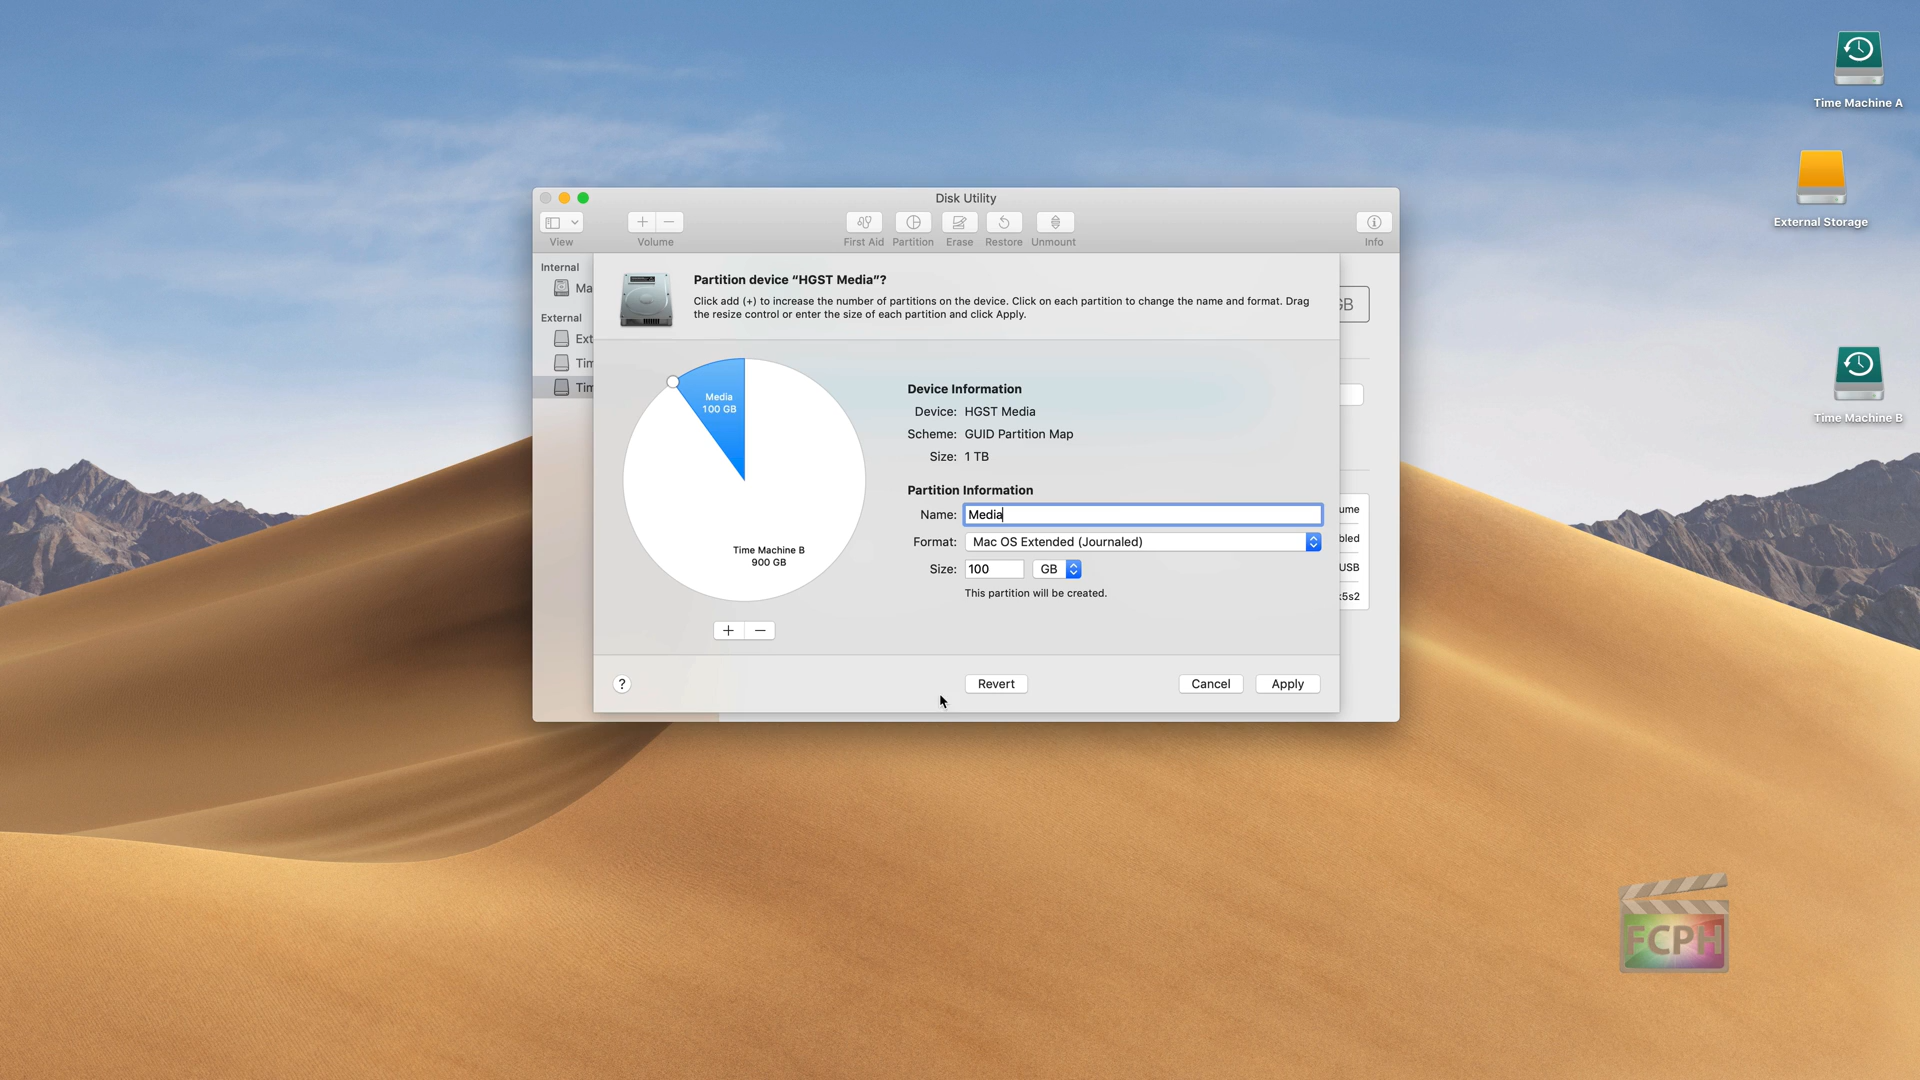 Time Machine A
External Storage
Time Machine B
Disk Utility
View
Volume
First Aid
Partition
Erase
Restore
Unmount
Info
Internal
Ma
External
Ext
Tim
Tim
GB
ume
bled
USB
5s2
Partition device “HGST Media”?
Click add (+) to increase the number of partitions on the device. Click on each partition to change the name and format. Drag
the resize control or enter the size of each partition and click Apply.
Media
100 GB
Time Machine B
900 GB
Device Information
Device: HGST Media
Scheme: GUID Partition Map
Size: 1 TB
Partition Information
Name: Media
Format: Mac OS Extended (Journaled)
Size: 100 GB
This partition will be created.
?
Revert
Cancel
Apply
FCPH